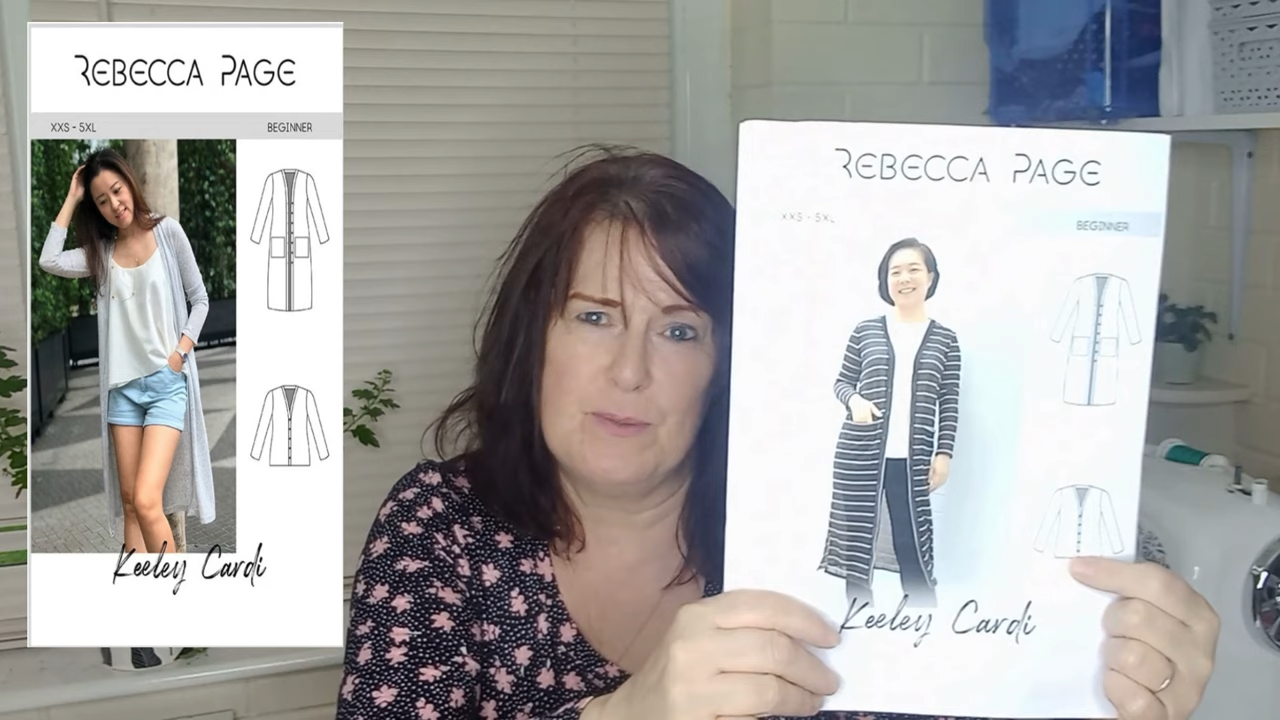 REBECCA PAGE
XXS - 5XL
BEGINNER
Keeley Cardi
REBECCA PAGE
XXS - 5XL
BEGINNER
Keeley Cardi